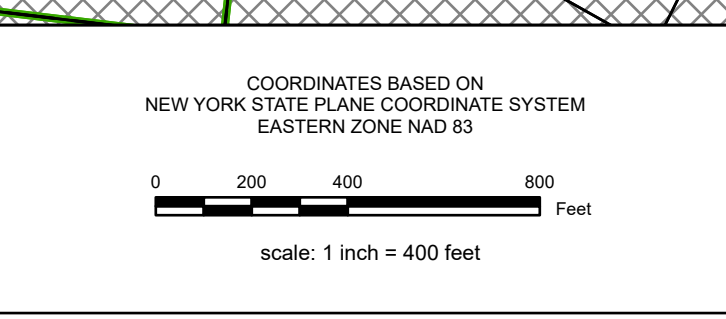 COORDINATES BASED ON
NEW YORK STATE PLANE COORDINATE SYSTEM
EASTERN ZONE NAD 83
0 200 400 800
Feet
scale: 1 inch = 400 feet